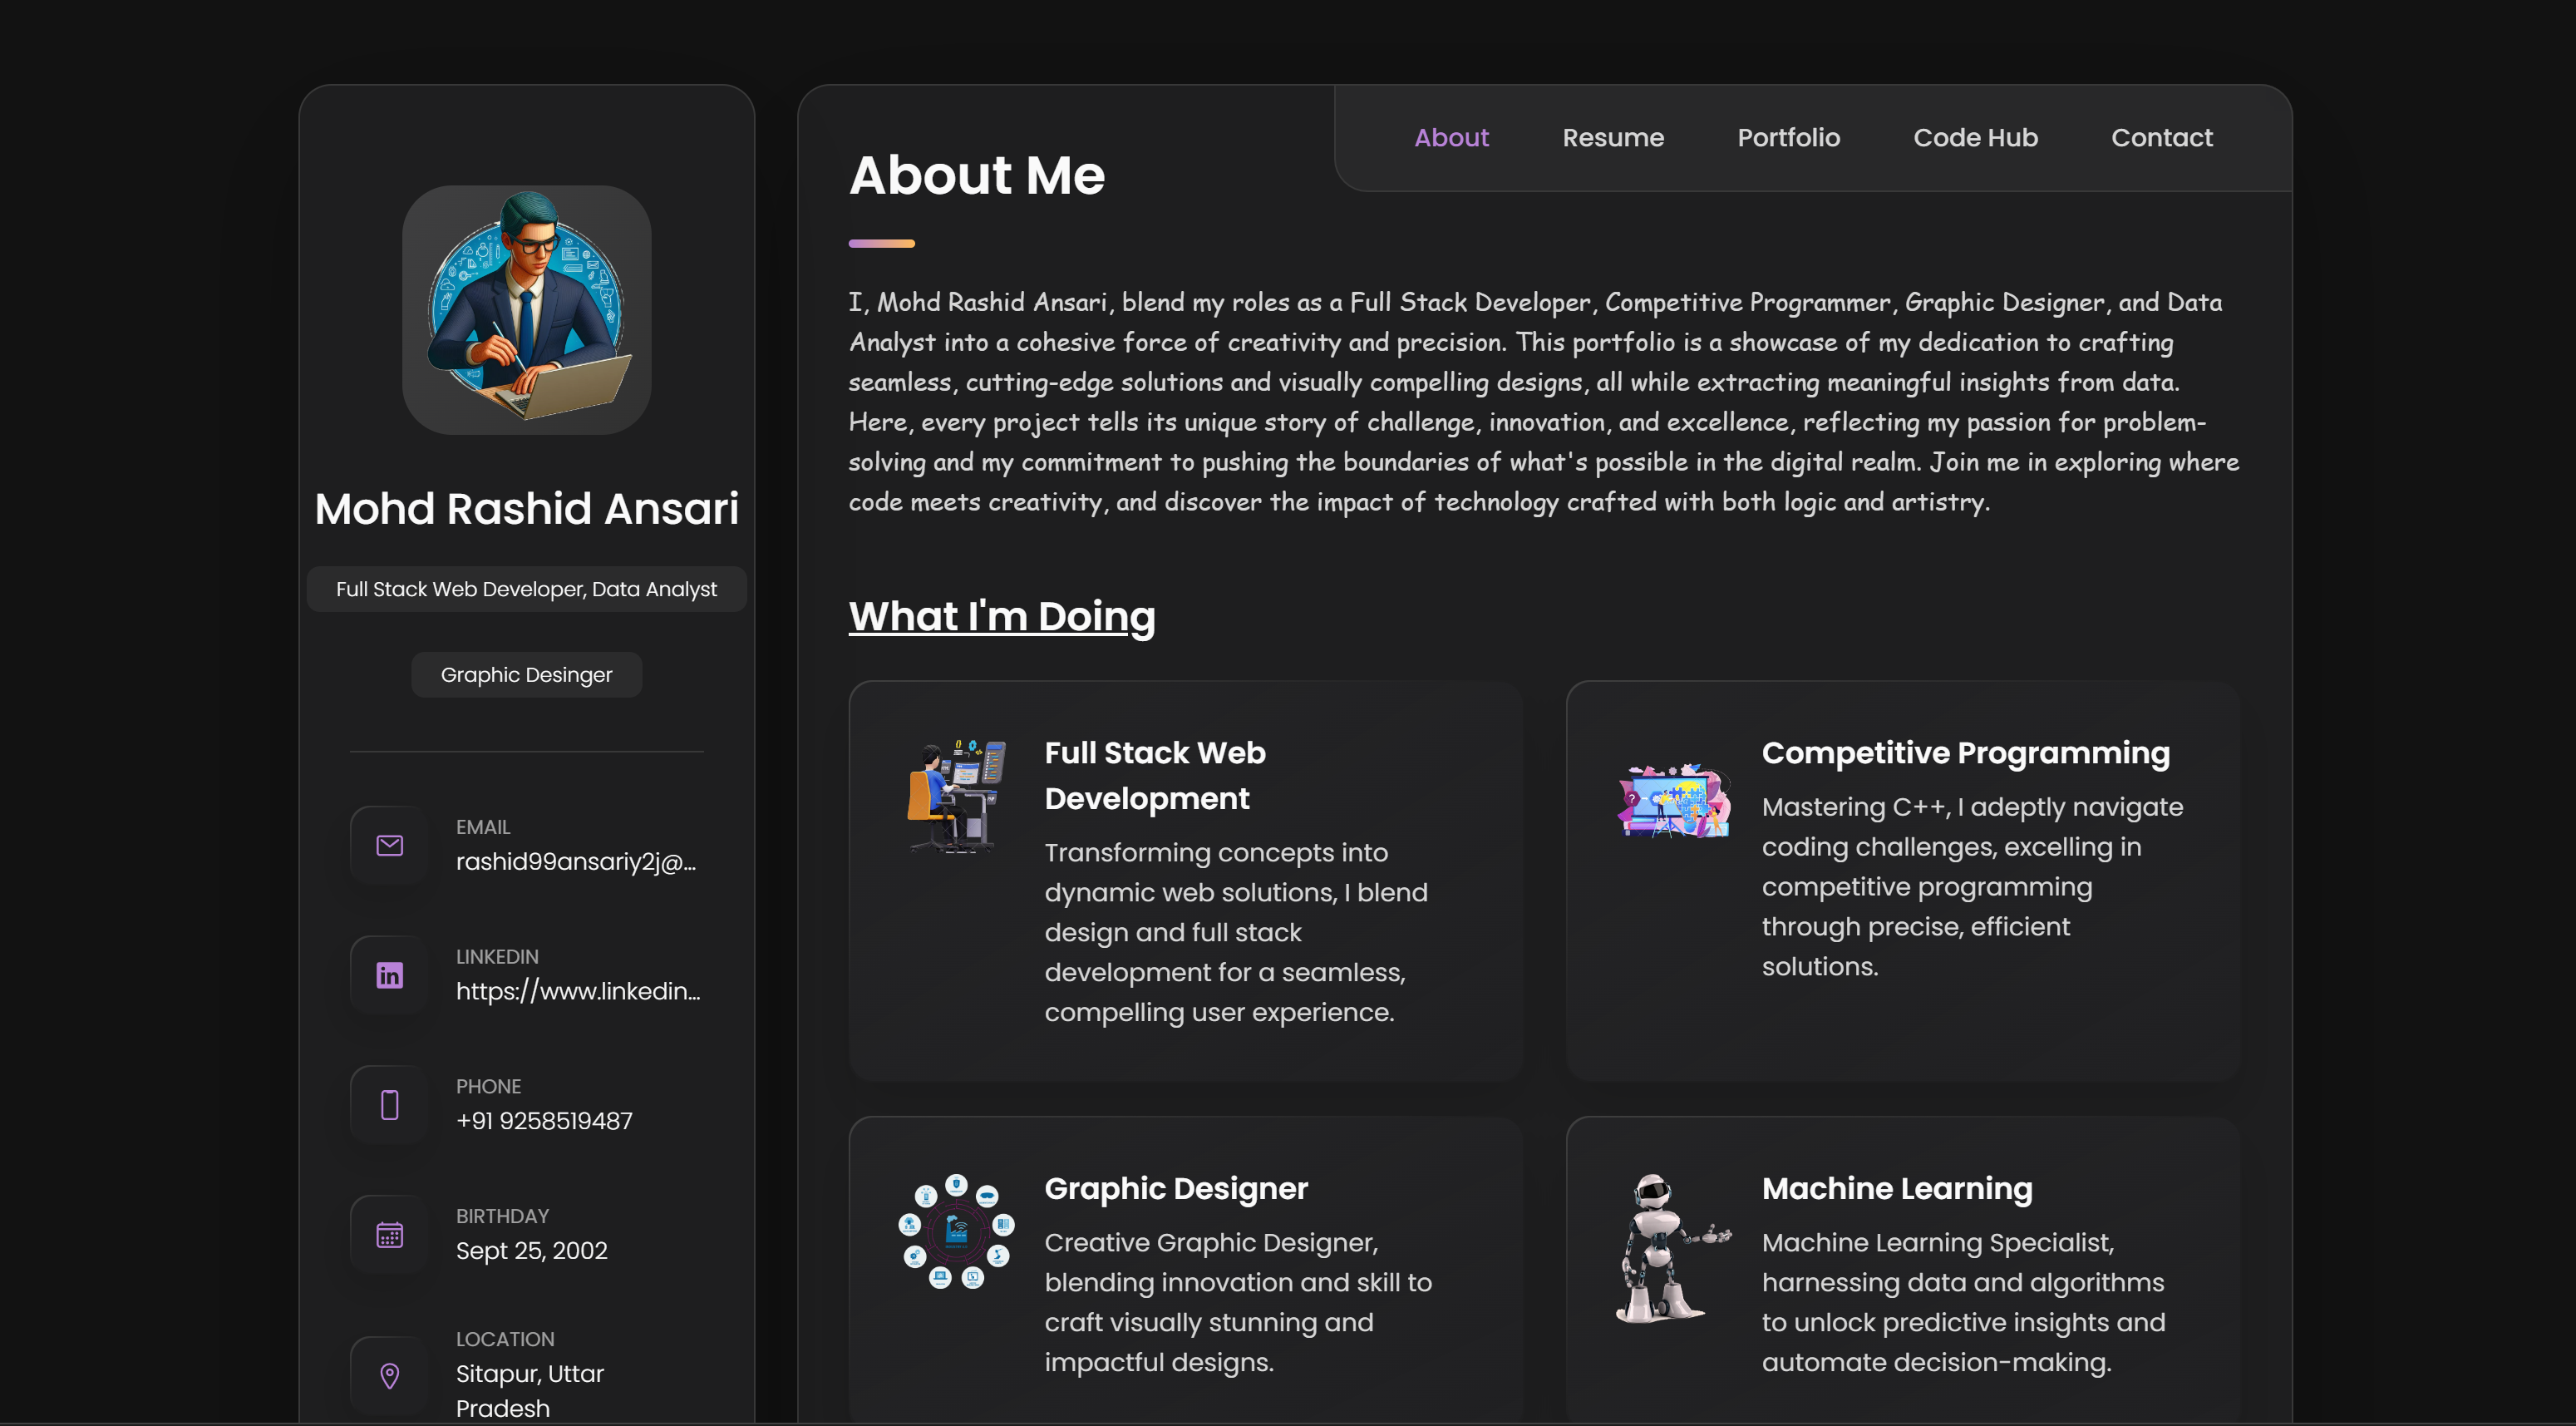 Mohd Rashid Ansari
Full Stack Web Developer, Data Analyst
Graphic Desinger
EMAIL
rashid99ansariy2j@...
LINKEDIN
https://www.linkedin...
PHONE
+91 9258519487
BIRTHDAY
Sept 25, 2002
LOCATION
Sitapur, Uttar
Pradesh
About
Resume
Portfolio
Code Hub
Contact
About Me
I, Mohd Rashid Ansari, blend my roles as a Full Stack Developer, Competitive Programmer, Graphic Designer, and Data
Analyst into a cohesive force of creativity and precision. This portfolio is a showcase of my dedication to crafting
seamless, cutting-edge solutions and visually compelling designs, all while extracting meaningful insights from data.
Here, every project tells its unique story of challenge, innovation, and excellence, reflecting my passion for problem-
solving and my commitment to pushing the boundaries of what's possible in the digital realm. Join me in exploring where
code meets creativity, and discover the impact of technology crafted with both logic and artistry.
What I'm Doing
Full Stack Web
Development
Transforming concepts into
dynamic web solutions, I blend
design and full stack
development for a seamless,
compelling user experience.
Competitive Programming
Mastering C++, I adeptly navigate
coding challenges, excelling in
competitive programming
through precise, efficient
solutions.
Graphic Designer
Creative Graphic Designer,
blending innovation and skill to
craft visually stunning and
impactful designs.
Machine Learning
Machine Learning Specialist,
harnessing data and algorithms
to unlock predictive insights and
automate decision-making.